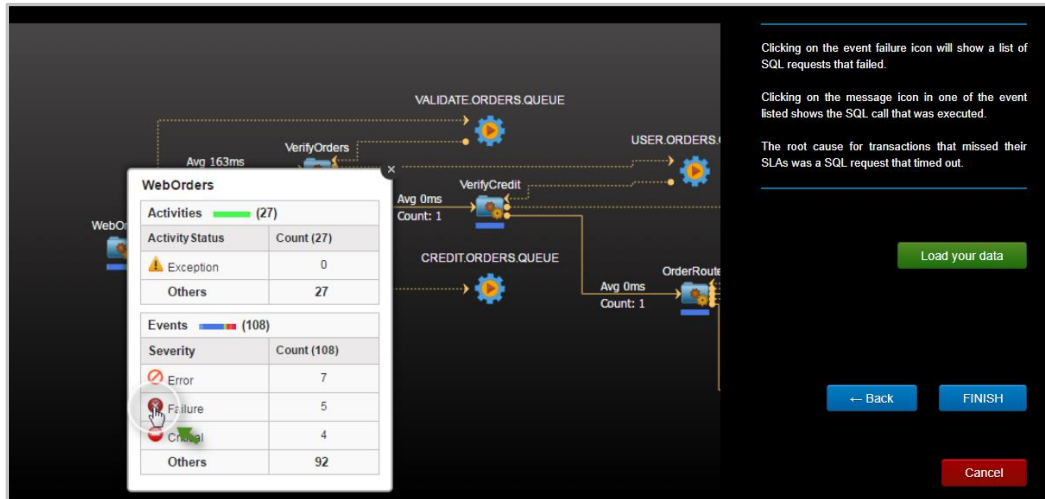 Clicking on the event failure icon will show a list of
SQL requests that failed.
Clicking on the message icon in one of the event
listed shows the SQL call that was executed.
The root cause for transactions that missed their
SLAs was a SQL request that timed out.
Load your data
← Back
FINISH
Cancel
VALIDATE.ORDERS.QUEUE
VerifyOrders
USER.ORDERS.
Avg 163ms
VerifyCredit
Avg 0ms
Count: 1
WebOr
CREDIT.ORDERS.QUEUE
OrderRoute
Avg 0ms
Count: 1
×
WebOrders
Activities (27)
Activity Status Count (27)
Exception 0
Others 27
Events (108)
Severity Count (108)
Error 7
Failure 5
Critical 4
Others 92